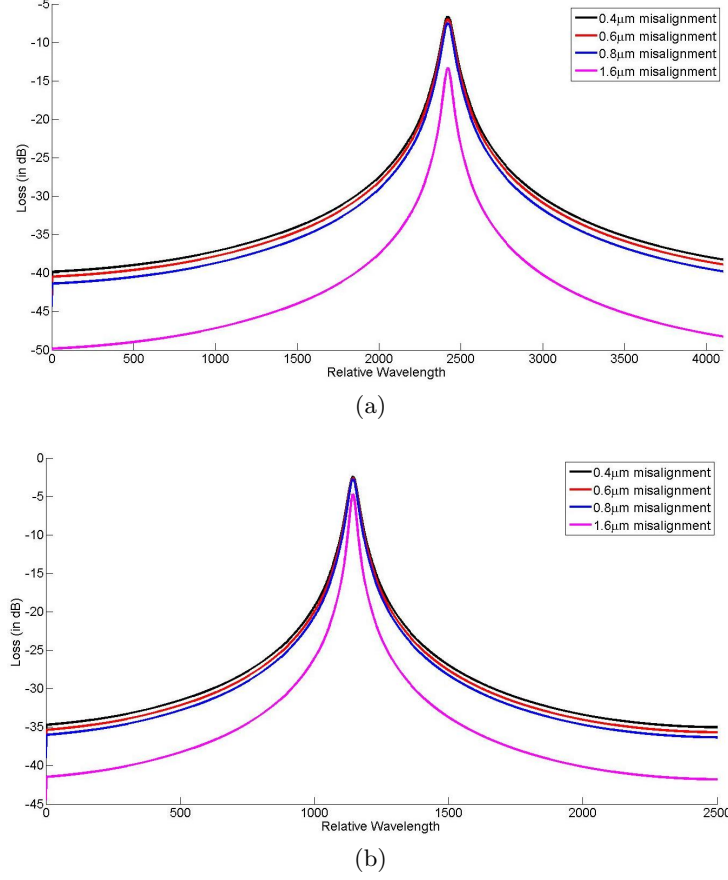 -5
-10
-15
-20
-25
-30
-35
-40
-45
-50
Loss (in dB)
0.4μm misalignment
0.6μm misalignment
0.8μm misalignment
1.6μm misalignment
0 500 1000 1500 2000 2500 3000 3500 4000
Relative Wavelength
(a)
0
-5
-10
-15
-20
-25
-30
-35
-40
-45
Loss (in dB)
0.4μm misalignment
0.6μm misalignment
0.8μm misalignment
1.6μm misalignment
0 500 1000 1500 2000 2500
Relative Wavelength
(b)